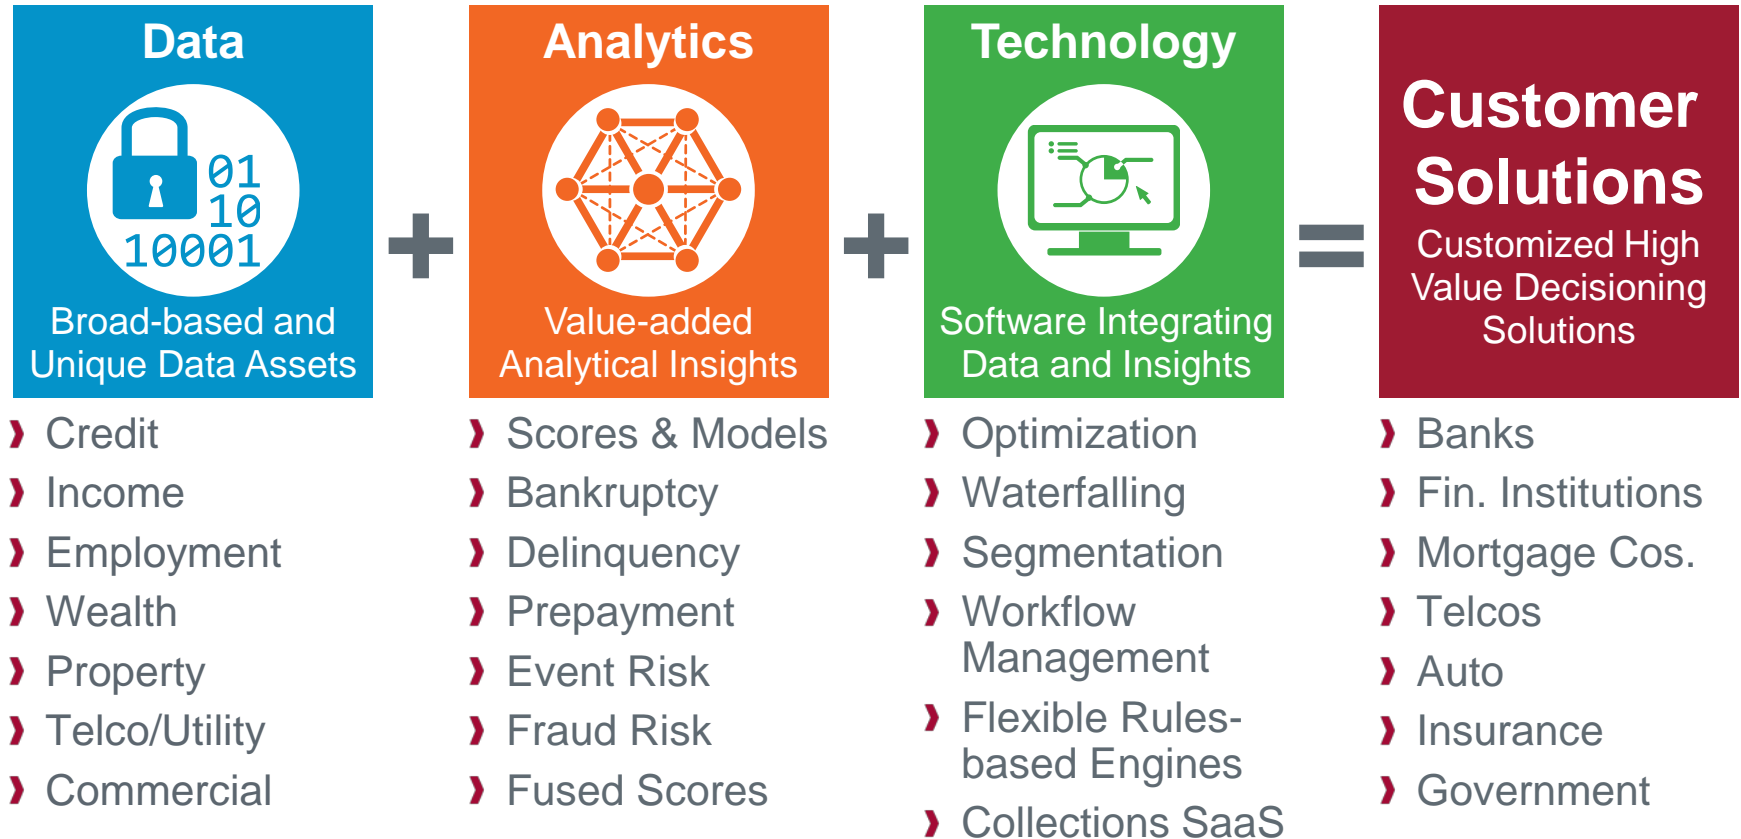 Data
01
10
10001
Broad-based and
Unique Data Assets
Credit
Income
Employment
Wealth
Property
Telco/Utility
Commercial
+
Analytics
Value-added
Analytical Insights
Scores & Models
Bankruptcy
Delinquency
Prepayment
Event Risk
Fraud Risk
Fused Scores
+
Technology
Software Integrating
Data and Insights
Optimization
Waterfalling
Segmentation
Workflow
Management
Flexible Rules-
based Engines
Collections SaaS
=
Customer
Solutions
Customized High
Value Decisioning
Solutions
Banks
Fin. Institutions
Mortgage Cos.
Telcos
Auto
Insurance
Government